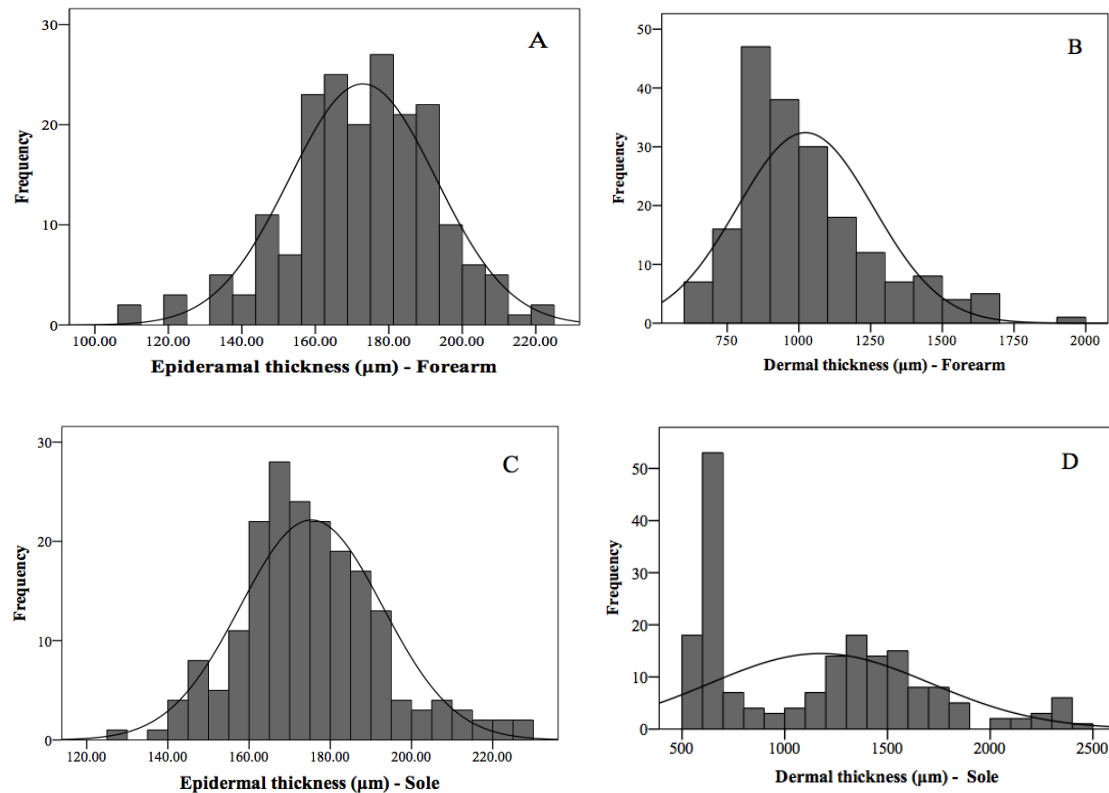 A
Frequency
30
20
10
0
100.00 120.00 140.00 160.00 180.00 200.00 220.00
Epideramal thickness (µm) - Forearm
B
Frequency
50
40
30
20
10
0
750 1000 1250 1500 1750 2000
Dermal thickness (µm) - Forearm
C
Frequency
30
20
10
0
120.00 140.00 160.00 180.00 200.00 220.00
Epidermal thickness (µm) - Sole
D
Frequency
50
40
30
20
10
0
500 1000 1500 2000 2500
Dermal thickness (µm) - Sole